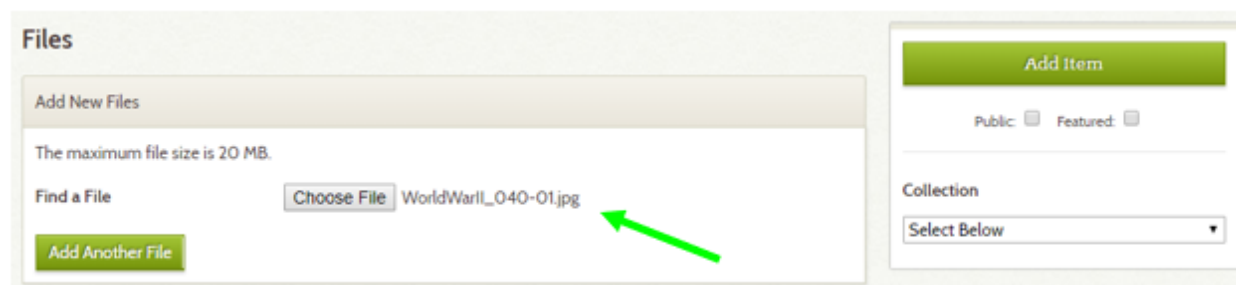 Files
Add New Files
The maximum file size is 20 MB.
Find a File Choose File WorldWarII_040-01.jpg
Add Another File
Add Item
Public: Featured:
Collection
Select Below